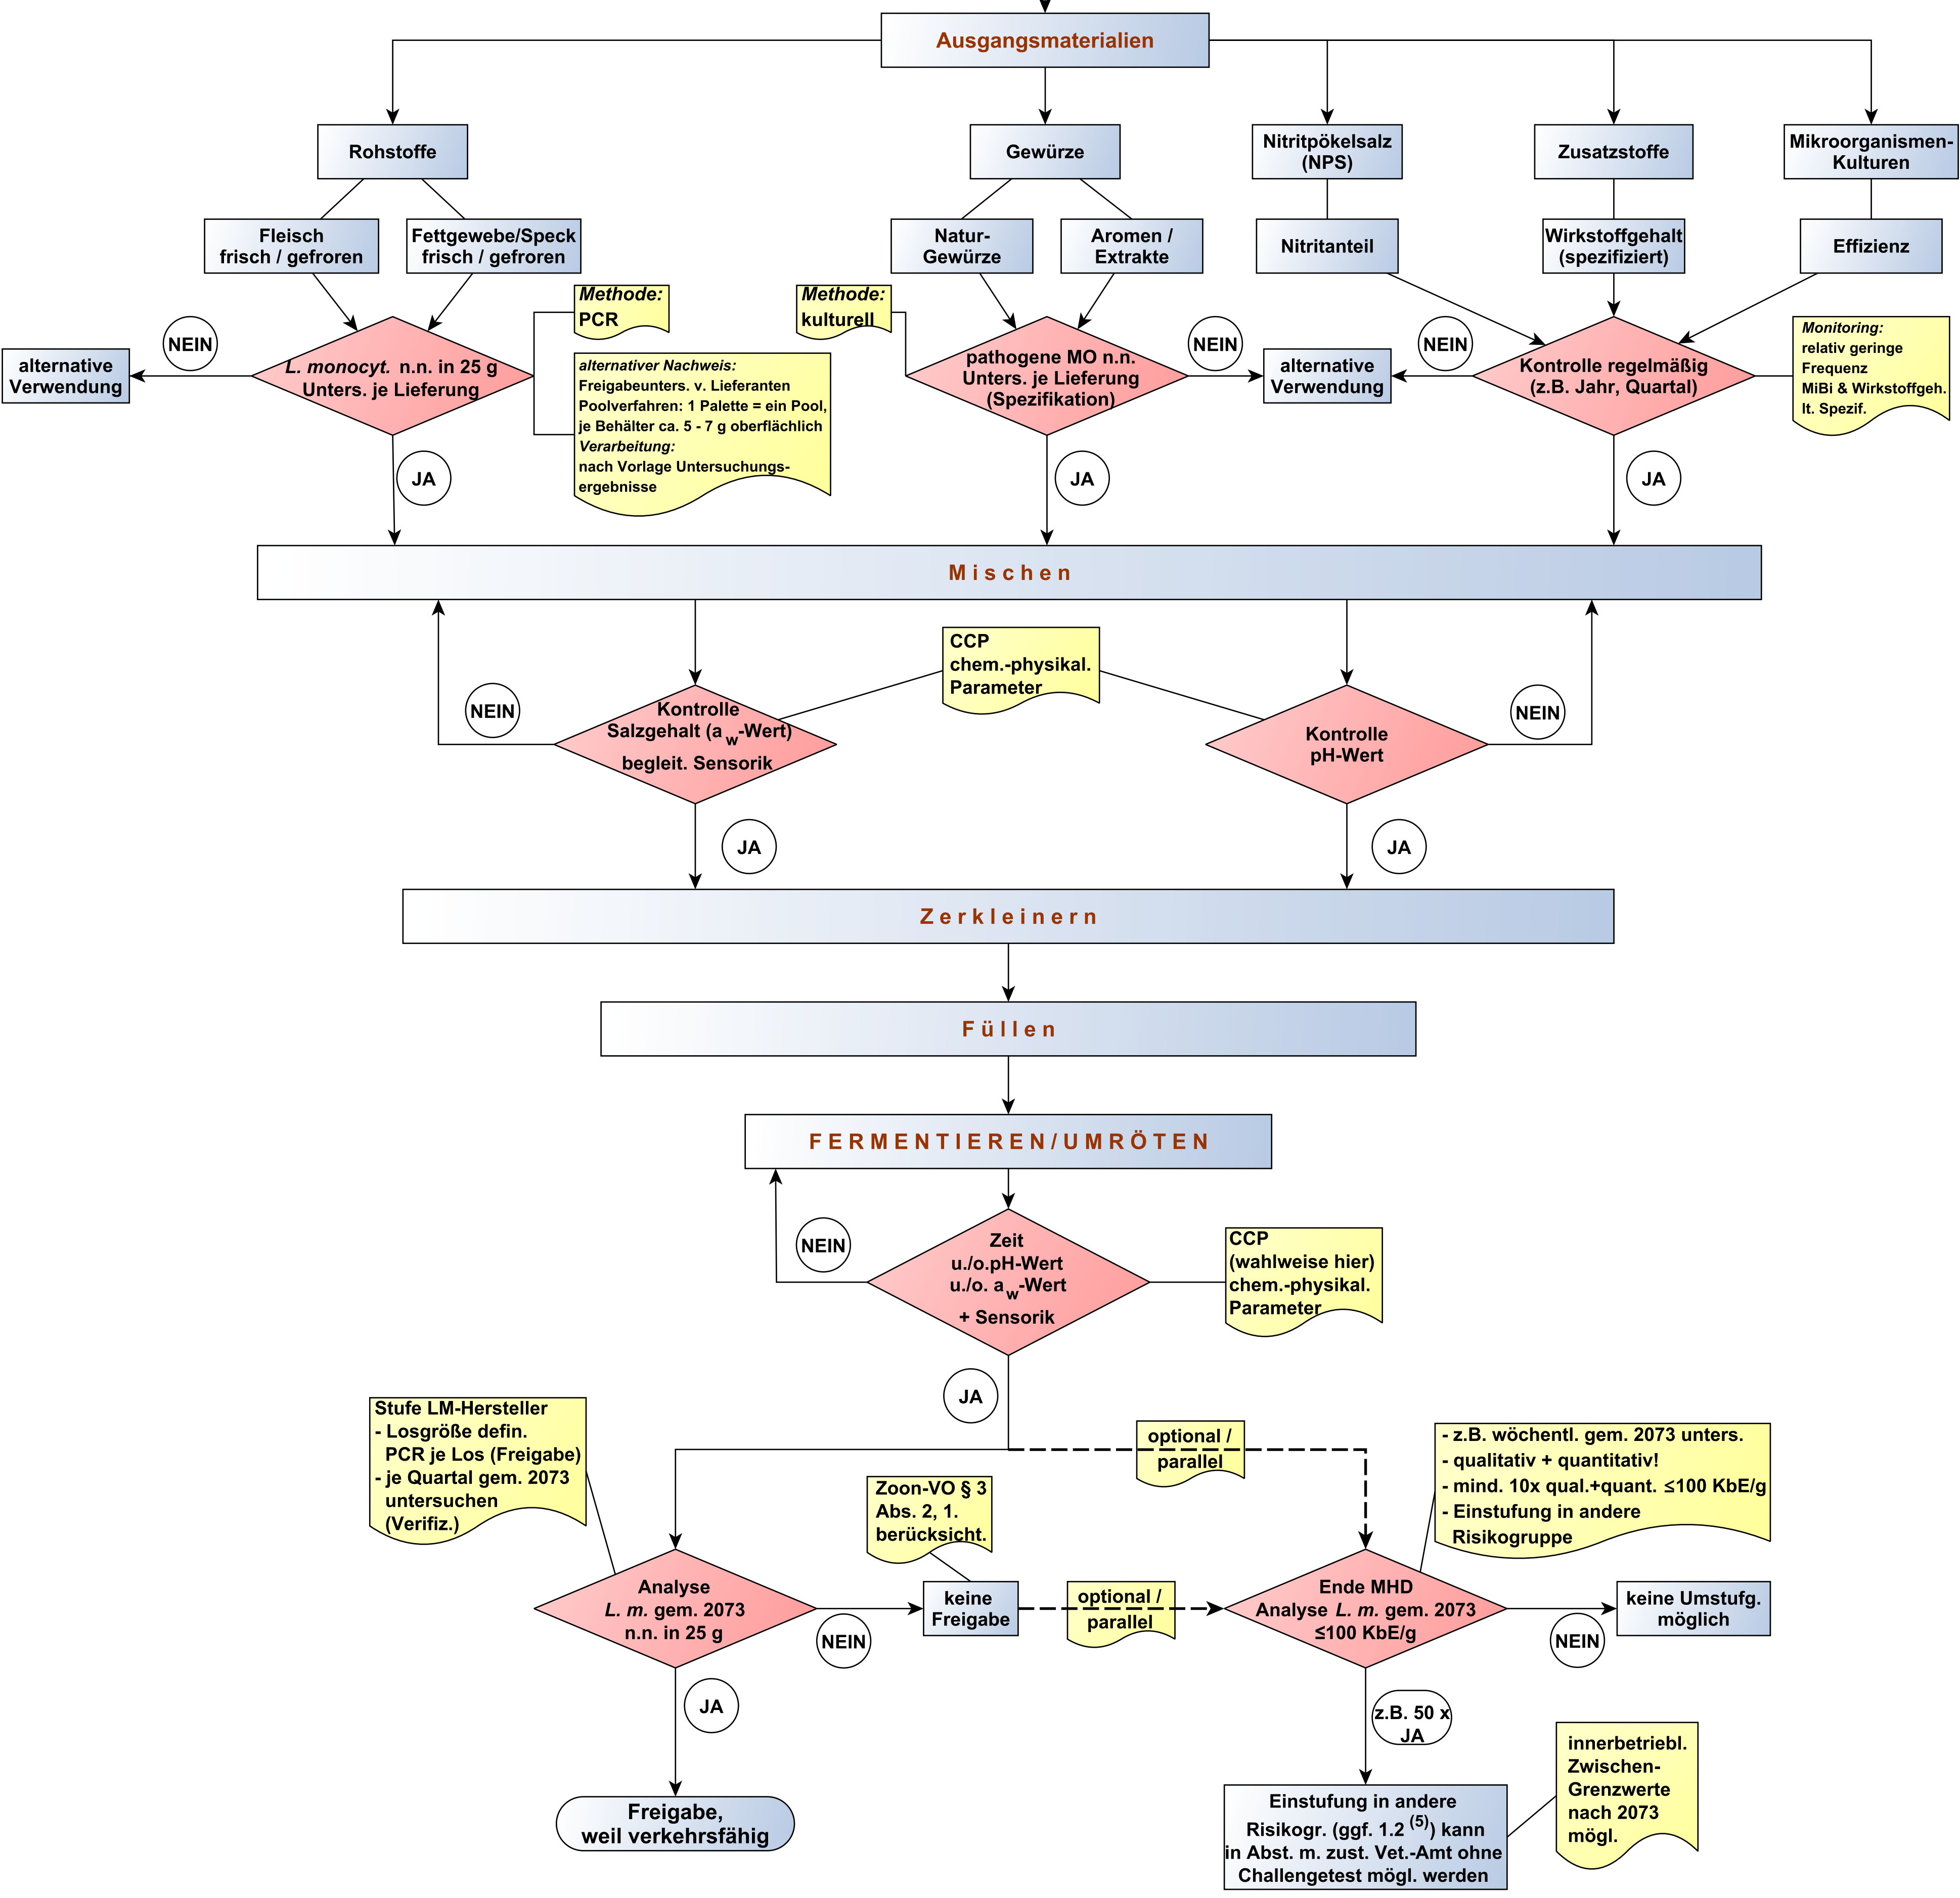 Ausgangsmaterialien
Rohstoffe
Gewürze
Nitritpökelsalz
(NPS)
Zusatzstoffe
Mikroorganismen-
Kulturen
Fleisch
frisch / gefroren
Fettgewebe/Speck
frisch / gefroren
Natur-
Gewürze
Aromen /
Extrakte
Nitritanteil
Wirkstoffgehalt
(spezifiziert)
Effizienz
Methode:
PCR
Methode:
kulturell
NEIN
alternative
Verwendung
L. monocyt. n.n. in 25 g
Unters. je Lieferung
alternativer Nachweis:
Freigabeunters. v. Lieferanten
Poolverfahren: 1 Palette = ein Pool,
je Behälter ca. 5 - 7 g oberflächlich
Verarbeitung:
nach Vorlage Untersuchungs-
ergebnisse
pathogene MO n.n.
Unters. je Lieferung
(Spezifikation)
NEIN
alternative
Verwendung
NEIN
Kontrolle regelmäßig
(z.B. Jahr, Quartal)
Monitoring:
relativ geringe
Frequenz
MiBi & Wirkstoffgeh.
lt. Spezif.
JA
JA
JA
Mischen
CCP
chem.-physikal.
Parameter
NEIN
Kontrolle
Salzgehalt (aw-Wert)
begleit. Sensorik
Kontrolle
pH-Wert
NEIN
JA
JA
Zerkleinern
Füllen
FERMENTIEREN/UMRÖTEN
NEIN
Zeit
u./o.pH-Wert
u./o. aw-Wert
+ Sensorik
CCP
(wahlweise hier)
chem.-physikal.
Parameter
JA
Stufe LM-Hersteller
- Losgröße defin.
PCR je Los (Freigabe)
- je Quartal gem. 2073
untersuchen
(Verifiz.)
optional /
parallel
- z.B. wöchentl. gem. 2073 unters.
- qualitativ + quantitativ!
- mind. 10x qual.+quant. ≤100 KbE/g
- Einstufung in andere
Risikogruppe
Zoon-VO § 3
Abs. 2, 1.
berücksicht.
Analyse
L. m. gem. 2073
n.n. in 25 g
NEIN
keine
Freigabe
optional /
parallel
Ende MHD
Analyse L. m. gem. 2073
≤100 KbE/g
NEIN
keine Umstufg.
möglich
JA
z.B. 50 x
JA
Freigabe,
weil verkehrsfähig
Einstufung in andere
Risikogr. (ggf. 1.2 (5)) kann
in Abst. m. zust. Vet.-Amt ohne
Challengetest mögl. werden
innerbetriebl.
Zwischen-
Grenzwerte
nach 2073
mögl.